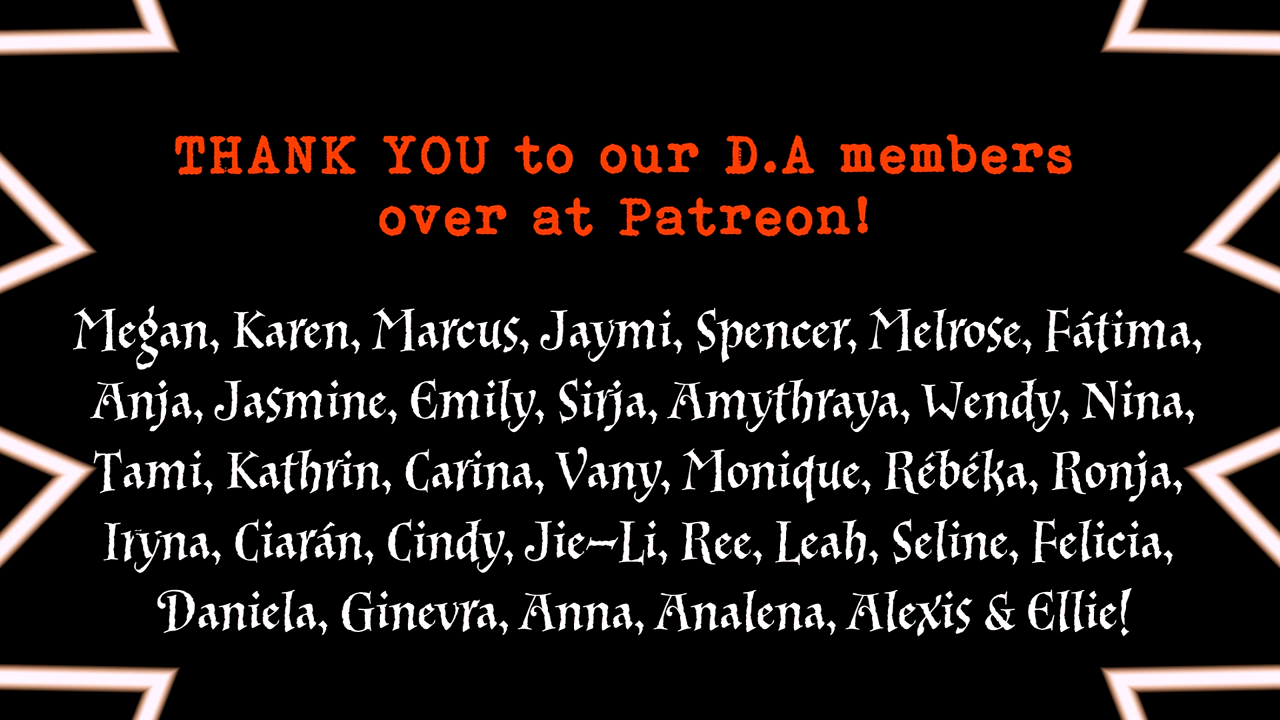 THANK YOU to our D.A members
over at Patreon!
Megan, Karen, Marcus, Jaymi, Spencer, Melrose, Fátima,
Anja, Jasmine, Emily, Sirja, Amythraya, Wendy, Nina,
Tami, Kathrin, Carina, Vany, Monique, Rébéka, Ronja,
Iryna, Ciarán, Cindy, Jie-Li, Ree, Leah, Seline, Felicia,
Daniela, Ginevra, Anna, Analena, Alexis & Ellie!